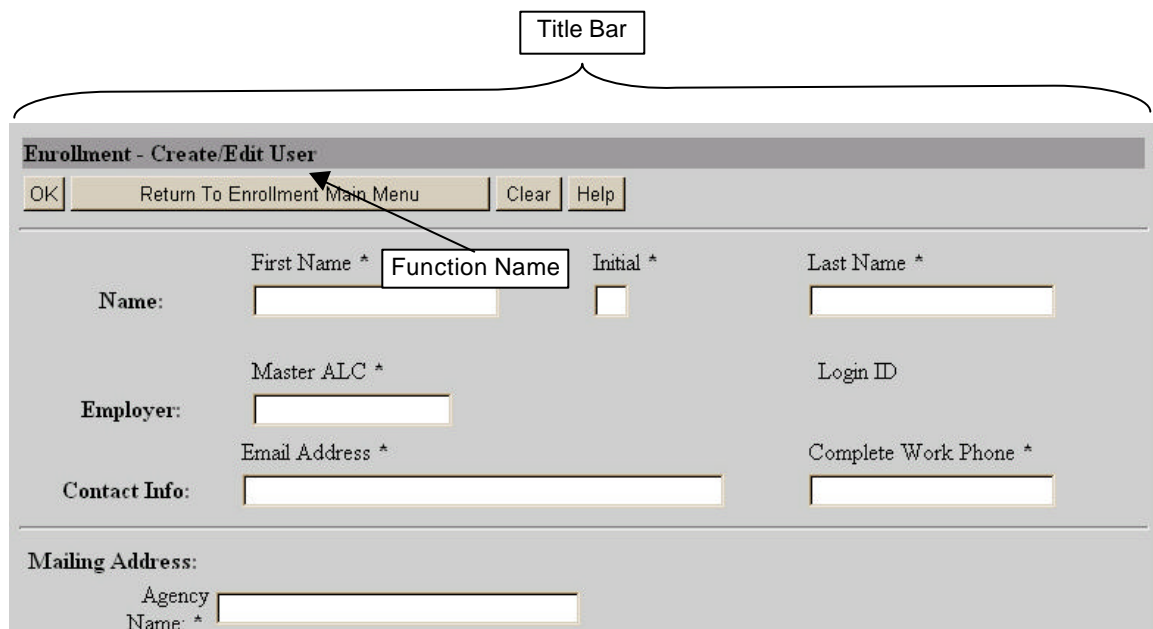 Title Bar
Enrollment - Create/Edit User
OK Return To Enrollment Main Menu Clear Help
First Name * Function Name Initial * Last Name *
Name:
Master ALC * Login ID
Employer:
Email Address * Complete Work Phone *
Contact Info:
Mailing Address:
Agency
Name: *